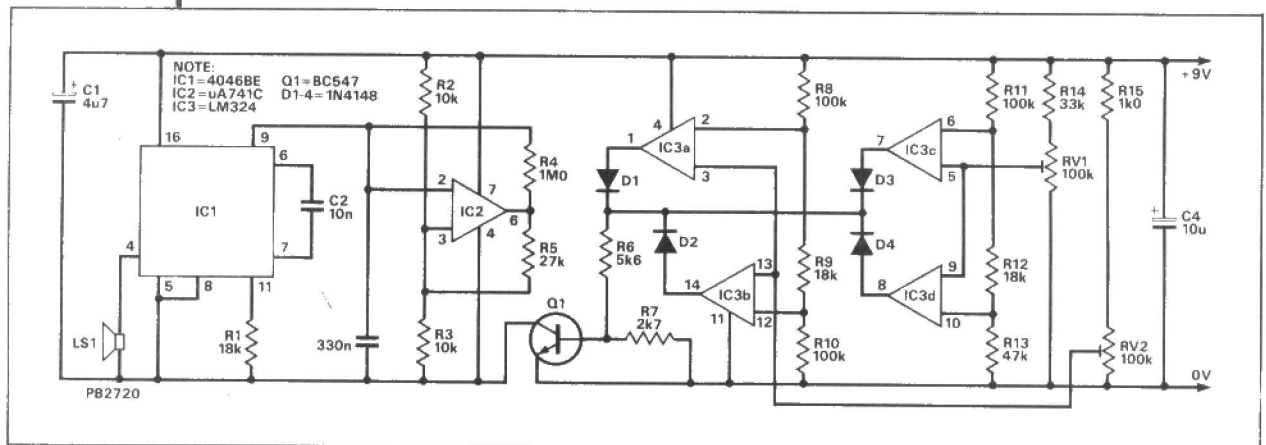 NOTE:
IC1=4046BE Q1=BC547
IC2=uA741C D1-4=1N4148
IC3=LM324
+
C1
4u7
16
9
6
IC1
C2
10n
7
4
5
8
11
LS1
R1
18k
PB2720
330n
R2
10k
2
3
7
IC2
6
4
R4
1M0
R5
27k
R3
10k
Q1
D1
R6
5k6
R7
2k7
D2
1
4
IC3a
2
3
14
IC3b
13
12
11
R8
100k
R9
18k
R10
100k
D3
D4
7
IC3c
6
5
8
IC3d
9
10
R11
100k
R12
18k
R13
47k
R14
33k
RV1
100k
R15
1k0
RV2
100k
+
C4
10u
+9V
0V